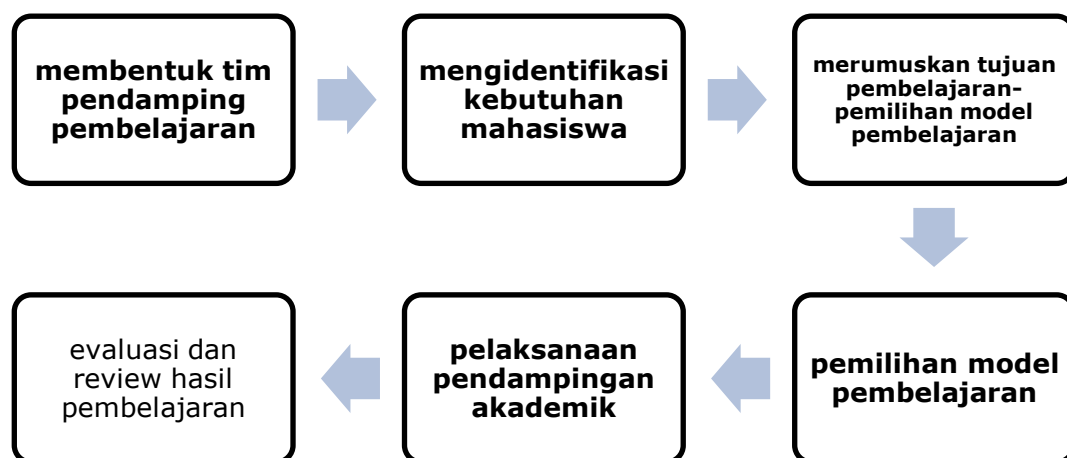 membentuk tim
pendamping
pembelajaran
mengidentifikasi
kebutuhan
mahasiswa
merumuskan tujuan
pembelajaran-
pemilihan model
pembelajaran
pemilihan model
pembelajaran
pelaksanaan
pendampingan
akademik
evaluasi dan
review hasil
pembelajaran